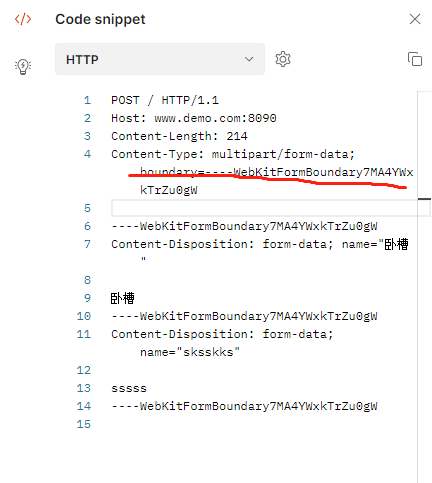 Code snippet
HTTP
1 POST / HTTP/1.1
2 Host: www.demo.com:8090
3 Content-Length: 214
4 Content-Type: multipart/form-data;
boundary=----WebKitFormBoundary7MA4YWx
kTrZu0gW
5
6 ----WebKitFormBoundary7MA4YWxkTrZu0gW
7 Content-Disposition: form-data; name="卧槽
"
8
9 卧槽
10 ----WebKitFormBoundary7MA4YWxkTrZu0gW
11 Content-Disposition: form-data;
name="sksskks"
12
13 sssss
14 ----WebKitFormBoundary7MA4YWxkTrZu0gW
15